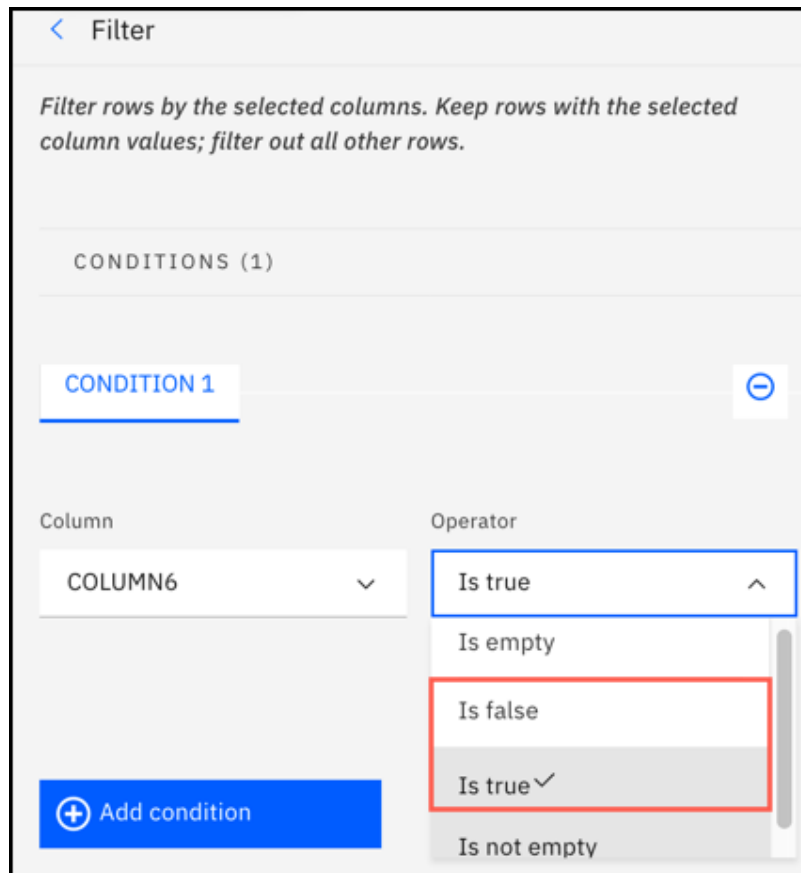 Filter
Filter rows by the selected columns. Keep rows with the selected
column values; filter out all other rows.
CONDITIONS (1)
CONDITION 1
Column
COLUMN6
Operator
Is true
Is empty
Is false
Is true
Is not empty
Add condition